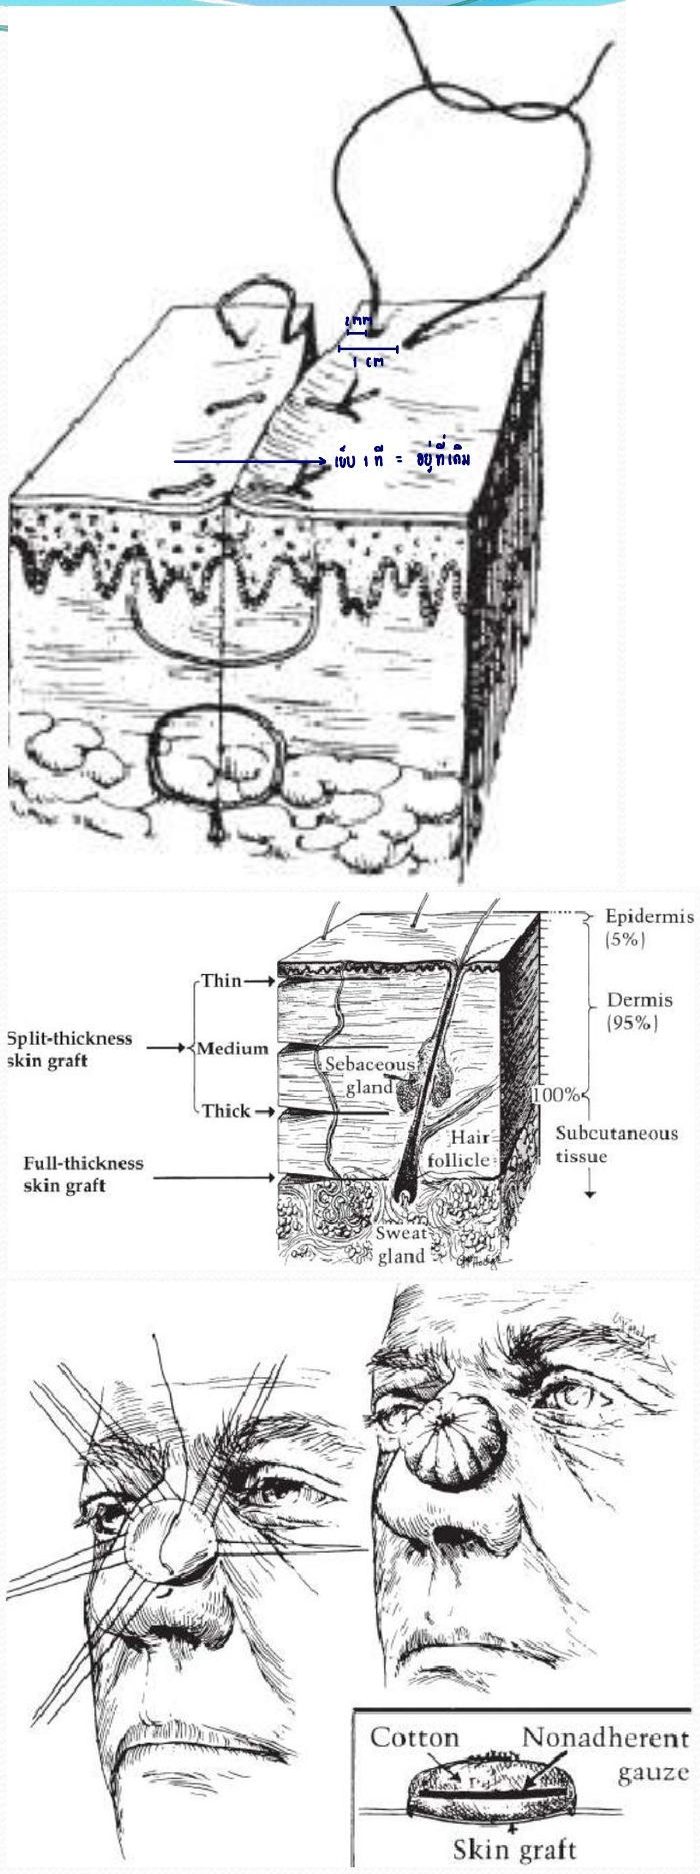 2mm
1 cm
เย็บ 1 ที = อยู่ที่เดิม
Epidermis
(5%)
Thin
Dermis
(95%)
Split-thickness
skin graft
Medium
Sebaceous
gland
Thick
100%
Hair
follicle
Subcutaneous
tissue
Full-thickness
skin graft
Sweat
gland
Cotton
Nonadherent
gauze
Skin graft